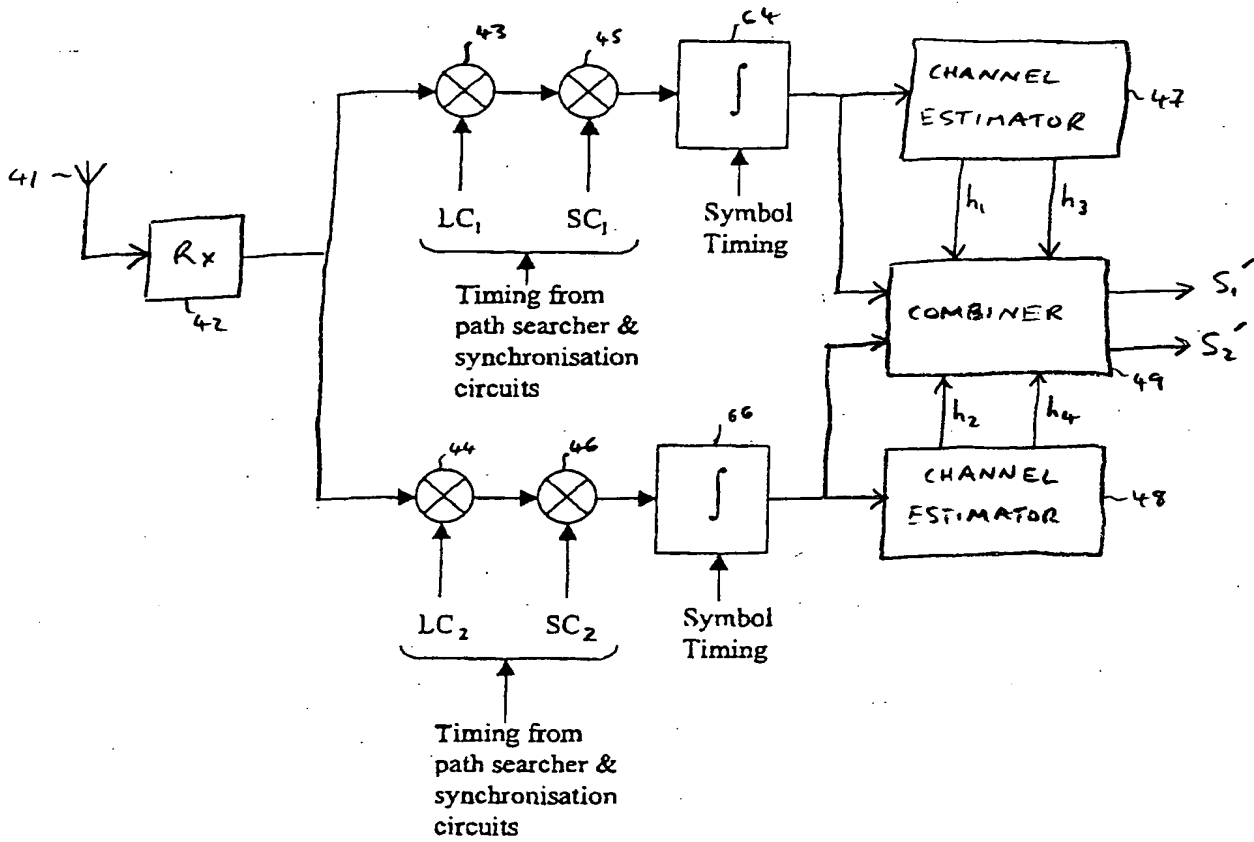 43
45
64
CHANNEL
ESTIMATOR
47
41
Rx
42
LC1
SC1
Symbol
Timing
h1
h3
Timing from
path searcher &
synchronisation
circuits
COMBINER
S1′
S2′
49
44
46
66
h2
h4
CHANNEL
ESTIMATOR
48
LC2
SC2
Symbol
Timing
Timing from
path searcher &
synchronisation
circuits